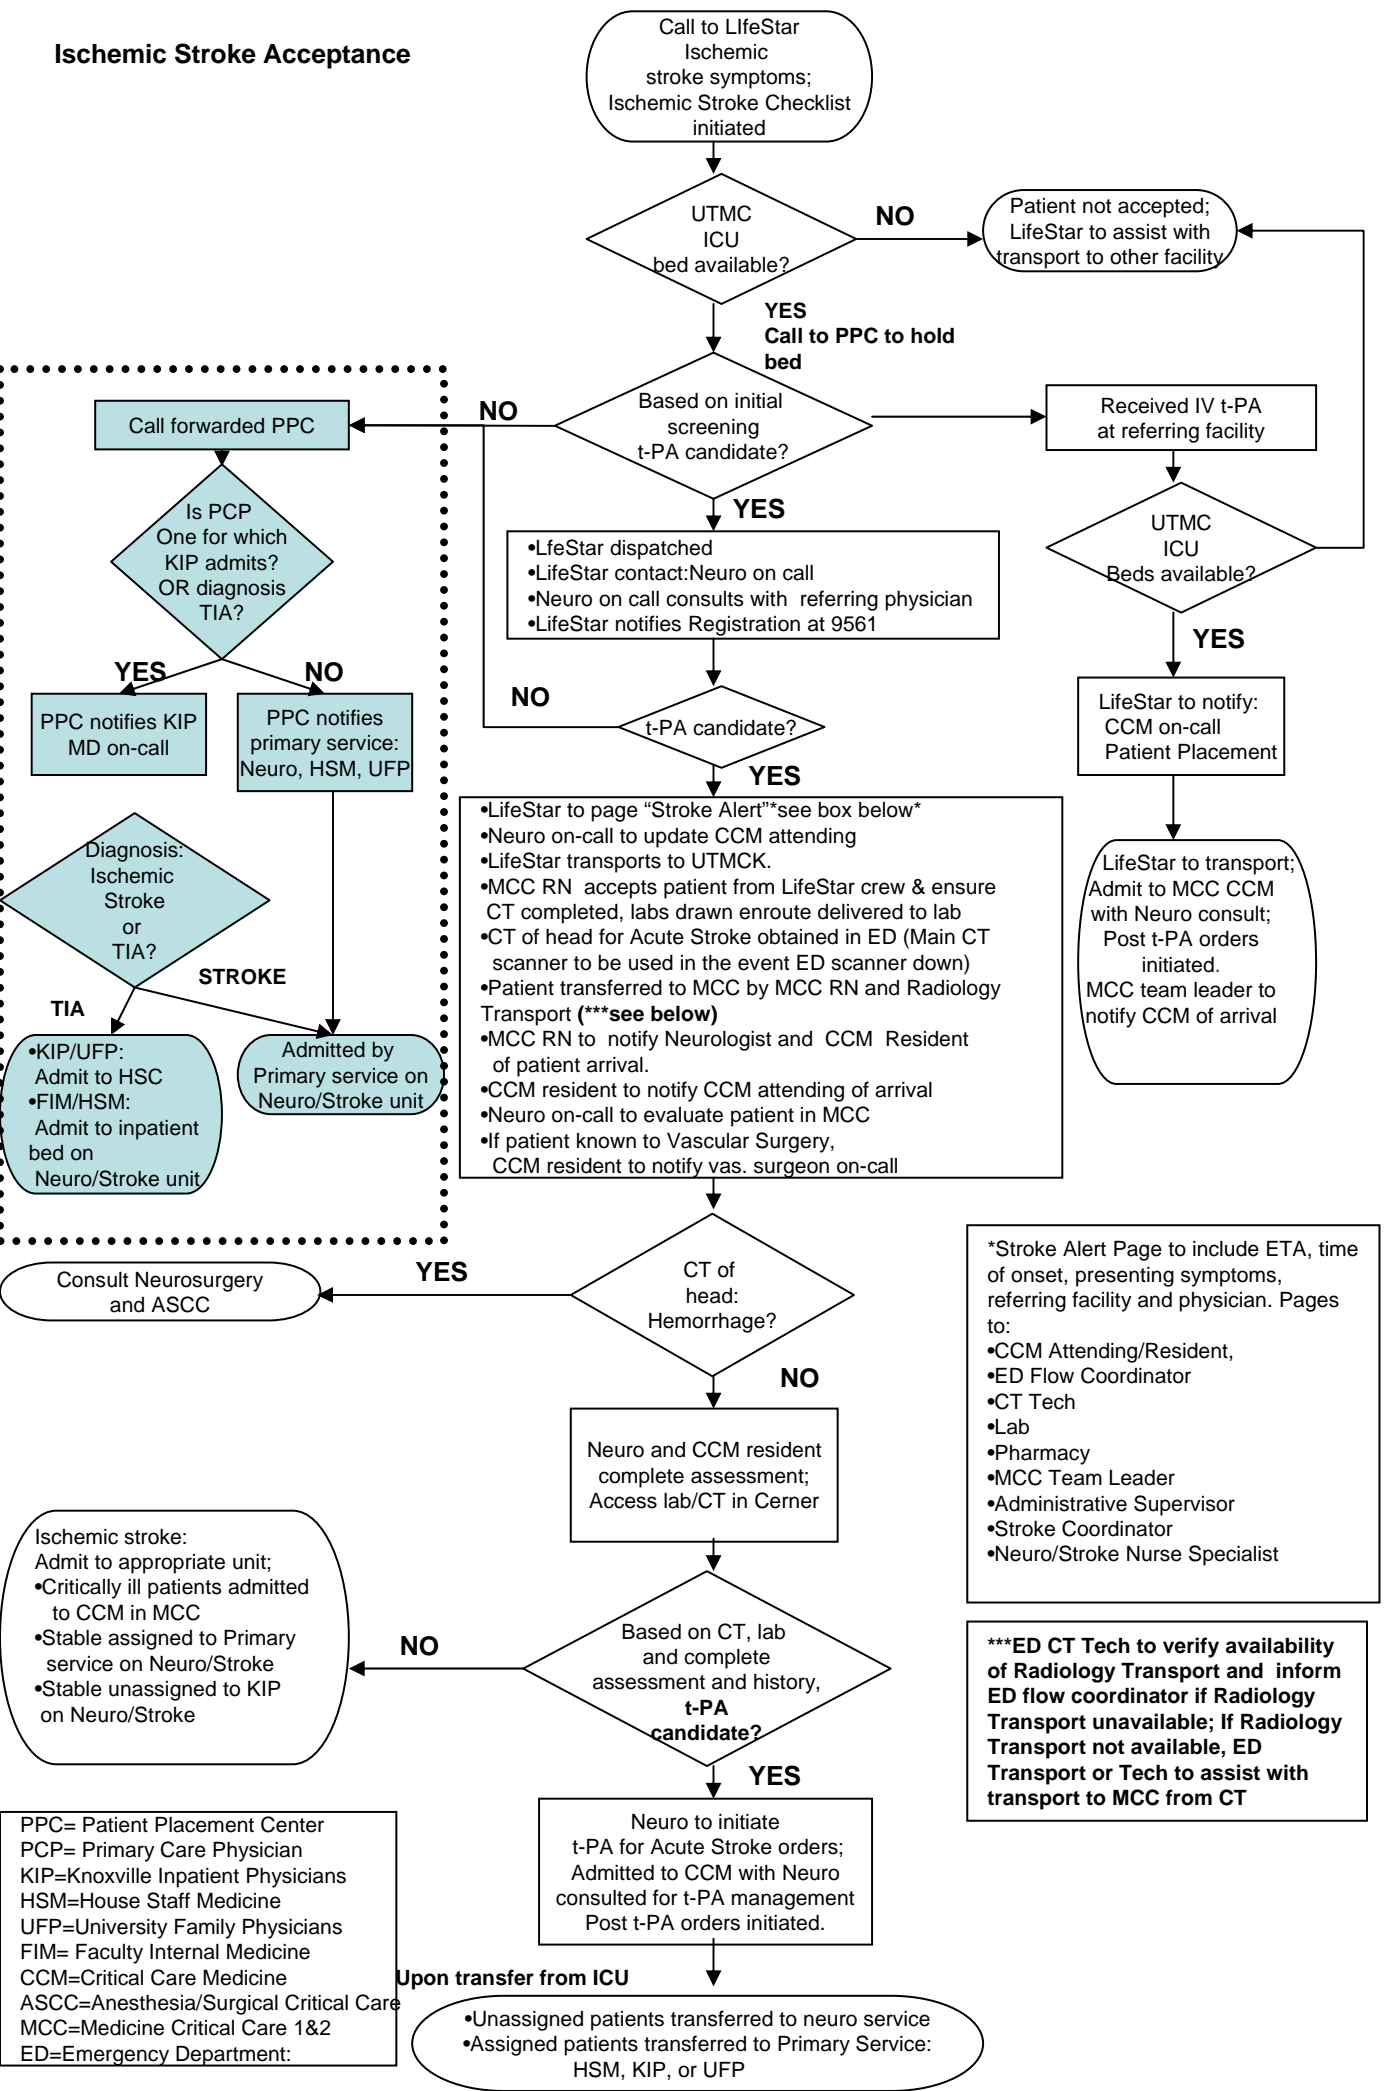 Ischemic Stroke Acceptance
Call to LIfeStar
Ischemic
stroke symptoms;
Ischemic Stroke Checklist
initiated
UTMC
ICU
bed available?
NO
Patient not accepted;
LifeStar to assist with
transport to other facility
YES
Call to PPC to hold
bed
Based on initial
screening
t-PA candidate?
NO
Call forwarded PPC
Received IV t-PA
at referring facility
Is PCP
One for which
KIP admits?
OR diagnosis
TIA?
YES
NO
PPC notifies KIP
MD on-call
PPC notifies
primary service:
Neuro, HSM, UFP
Diagnosis:
Ischemic
Stroke
or
TIA?
STROKE
TIA
•KIP/UFP:
Admit to HSC
•FIM/HSM:
Admit to inpatient
bed on
Neuro/Stroke unit
Admitted by
Primary service on
Neuro/Stroke unit
YES
•LfeStar dispatched
•LifeStar contact:Neuro on call
•Neuro on call consults with referring physician
•LifeStar notifies Registration at 9561
NO
t-PA candidate?
YES
UTMC
ICU
Beds available?
YES
LifeStar to notify:
CCM on-call
Patient Placement
LifeStar to transport;
Admit to MCC CCM
with Neuro consult;
Post t-PA orders
initiated.
MCC team leader to
notify CCM of arrival
•LifeStar to page “Stroke Alert”*see box below*
•Neuro on-call to update CCM attending
•LifeStar transports to UTMCK.
•MCC RN accepts patient from LifeStar crew & ensure
CT completed, labs drawn enroute delivered to lab
•CT of head for Acute Stroke obtained in ED (Main CT
scanner to be used in the event ED scanner down)
•Patient transferred to MCC by MCC RN and Radiology
Transport (***see below)
•MCC RN to notify Neurologist and CCM Resident
of patient arrival.
•CCM resident to notify CCM attending of arrival
•Neuro on-call to evaluate patient in MCC
•If patient known to Vascular Surgery,
CCM resident to notify vas. surgeon on-call
CT of
head:
Hemorrhage?
YES
Consult Neurosurgery
and ASCC
NO
Neuro and CCM resident
complete assessment;
Access lab/CT in Cerner
*Stroke Alert Page to include ETA, time
of onset, presenting symptoms,
referring facility and physician. Pages
to:
•CCM Attending/Resident,
•ED Flow Coordinator
•CT Tech
•Lab
•Pharmacy
•MCC Team Leader
•Administrative Supervisor
•Stroke Coordinator
•Neuro/Stroke Nurse Specialist
Ischemic stroke:
Admit to appropriate unit;
•Critically ill patients admitted
to CCM in MCC
•Stable assigned to Primary
service on Neuro/Stroke
•Stable unassigned to KIP
on Neuro/Stroke
NO
Based on CT, lab
and complete
assessment and history,
t-PA
candidate?
YES
***ED CT Tech to verify availability
of Radiology Transport and inform
ED flow coordinator if Radiology
Transport unavailable; If Radiology
Transport not available, ED
Transport or Tech to assist with
transport to MCC from CT
Neuro to initiate
t-PA for Acute Stroke orders;
Admitted to CCM with Neuro
consulted for t-PA management
Post t-PA orders initiated.
PPC= Patient Placement Center
PCP= Primary Care Physician
KIP=Knoxville Inpatient Physicians
HSM=House Staff Medicine
UFP=University Family Physicians
FIM= Faculty Internal Medicine
CCM=Critical Care Medicine
ASCC=Anesthesia/Surgical Critical Care
MCC=Medicine Critical Care 1&2
ED=Emergency Department:
Upon transfer from ICU
•Unassigned patients transferred to neuro service
•Assigned patients transferred to Primary Service:
HSM, KIP, or UFP